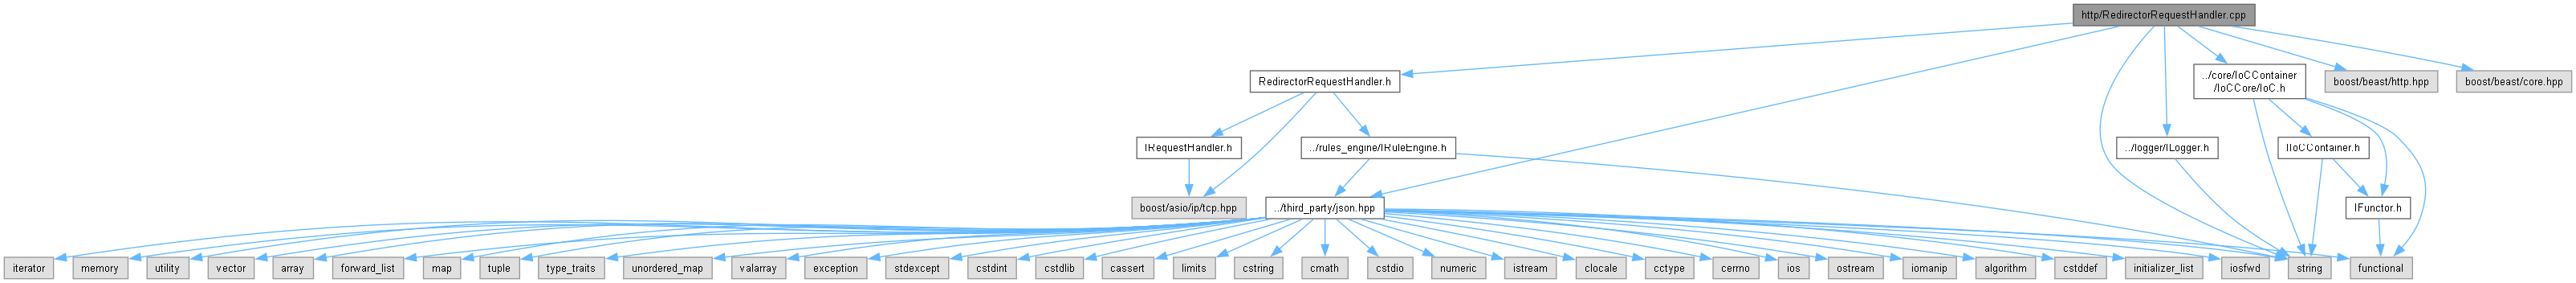 http/RedirectorRequestHandler.cpp
RedirectorRequestHandler.h
../core/IoCContainer
/IoCCore/IoC.h
boost/beast/http.hpp
boost/beast/core.hpp
IRequestHandler.h
../rules_engine/IRuleEngine.h
../logger/ILogger.h
IIoCContainer.h
boost/asio/ip/tcp.hpp
../third_party/json.hpp
IFunctor.h
iterator
memory
utility
vector
array
forward_list
map
tuple
type_traits
unordered_map
valarray
exception
stdexcept
cstdint
cstdlib
cassert
limits
cstring
cmath
cstdio
numeric
istream
clocale
cctype
cerrno
ios
ostream
iomanip
algorithm
cstddef
initializer_list
iosfwd
string
functional